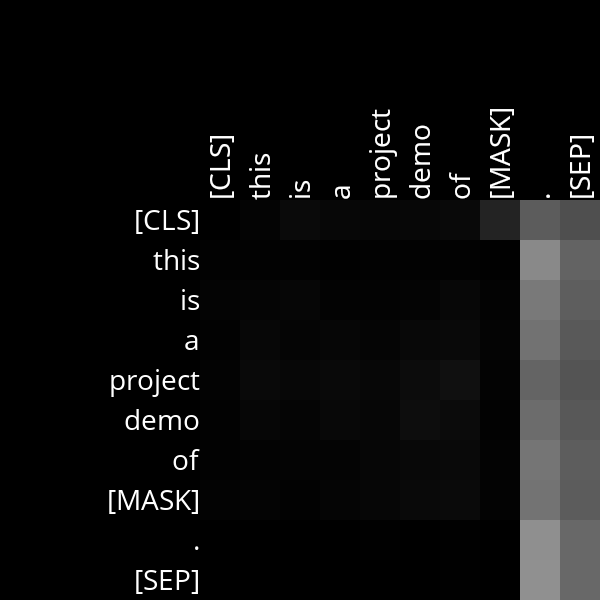 [CLS] this is a project demo of [MASK] . [SEP]
[CLS]
this
is
a
project
demo
of
[MASK]
.
[SEP]